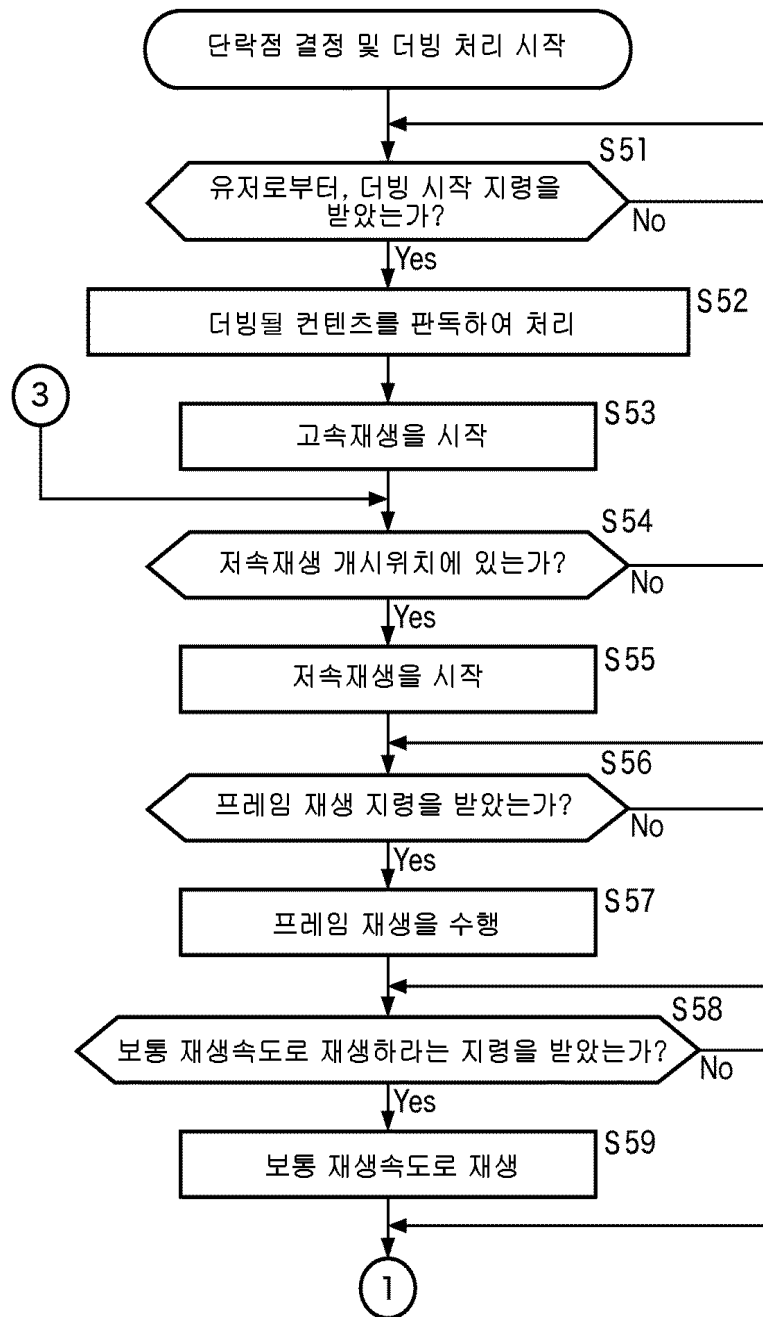 단락점 결정 및 더빙 처리 시작
S51
유저로부터, 더빙 시작 지령을
받았는가?
No
Yes
S52
더빙될 컨텐츠를 판독하여 처리
3
S53
고속재생을 시작
S54
저속재생 개시위치에 있는가?
No
Yes
S55
저속재생을 시작
S56
프레임 재생 지령을 받았는가?
No
Yes
S57
프레임 재생을 수행
S58
보통 재생속도로 재생하라는 지령을 받았는가?
No
Yes
S59
보통 재생속도로 재생
1